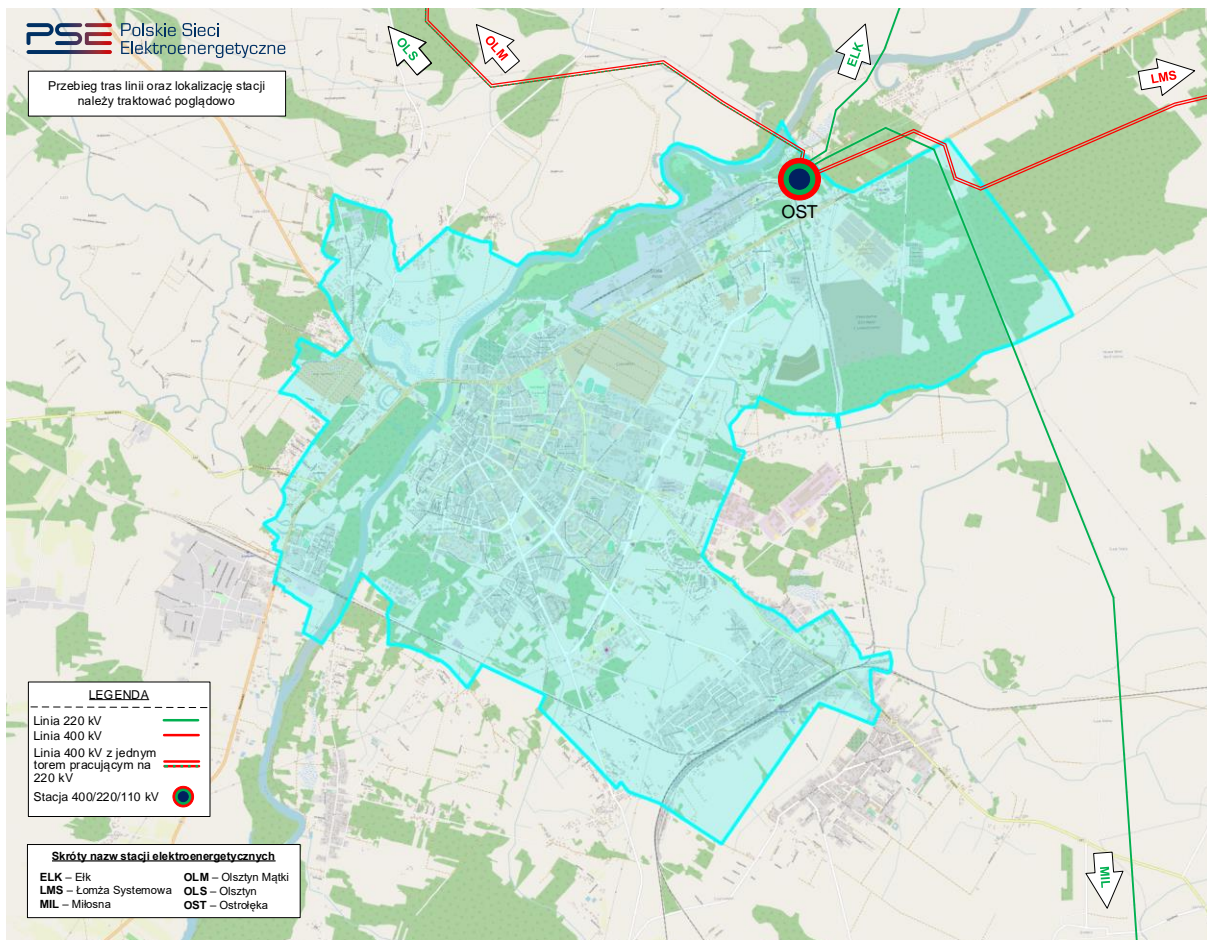 PSE Polskie Sieci
Elektroenergetyczne
Przebieg tras linii oraz lokalizację stacji
należy traktować poglądowo
OLS
OLM
ELK
LMS
OST
LEGENDA
Linia 220 kV
Linia 400 kV
Linia 400 kV z jednym
torem pracującym na
220 kV
Stacja 400/220/110 kV
Skróty nazw stacji elektroenergetycznych
ELK – Ełk
OLM – Olsztyn Mątki
LMS – Łomża Systemowa
OLS – Olsztyn
MIL – Miłosna
OST – Ostrołęka
MIL